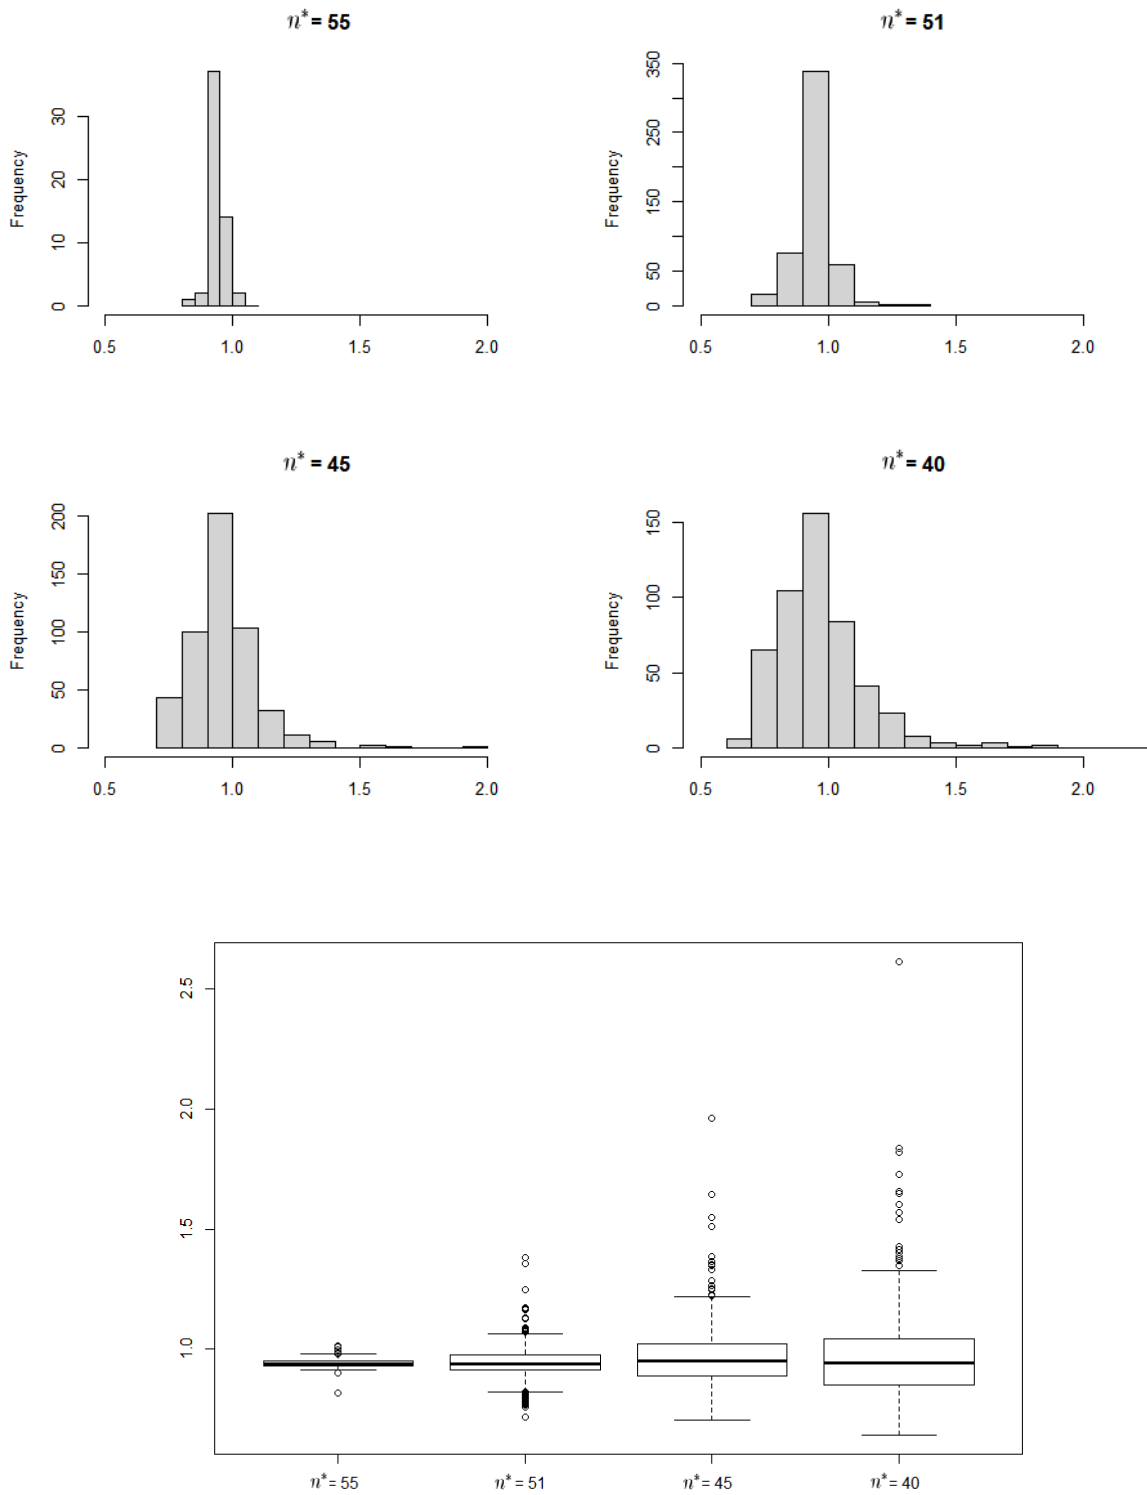 n* = 55
n* = 51
Frequency
0 10 20 30
0.5 1.0 1.5 2.0
Frequency
0 50 150 250 350
0.5 1.0 1.5 2.0
n* = 45
n* = 40
Frequency
0 50 100 150 200
0.5 1.0 1.5 2.0
Frequency
0 50 100 150
0.5 1.0 1.5 2.0
2.5
2.0
1.5
1.0
n* = 55 n* = 51 n* = 45 n* = 40